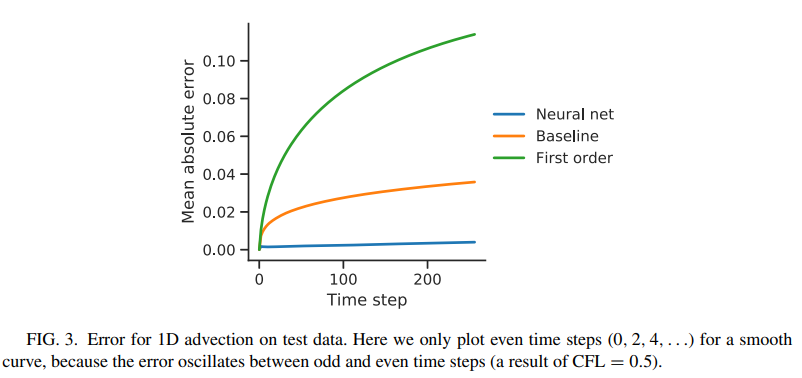 0.10
0.08
0.06
0.04
0.02
0.00
Mean absolute error
0 100 200
Time step
Neural net
Baseline
First order
FIG. 3. Error for 1D advection on test data. Here we only plot even time steps (0, 2, 4, . . .) for a smooth
curve, because the error oscillates between odd and even time steps (a result of CFL = 0.5).